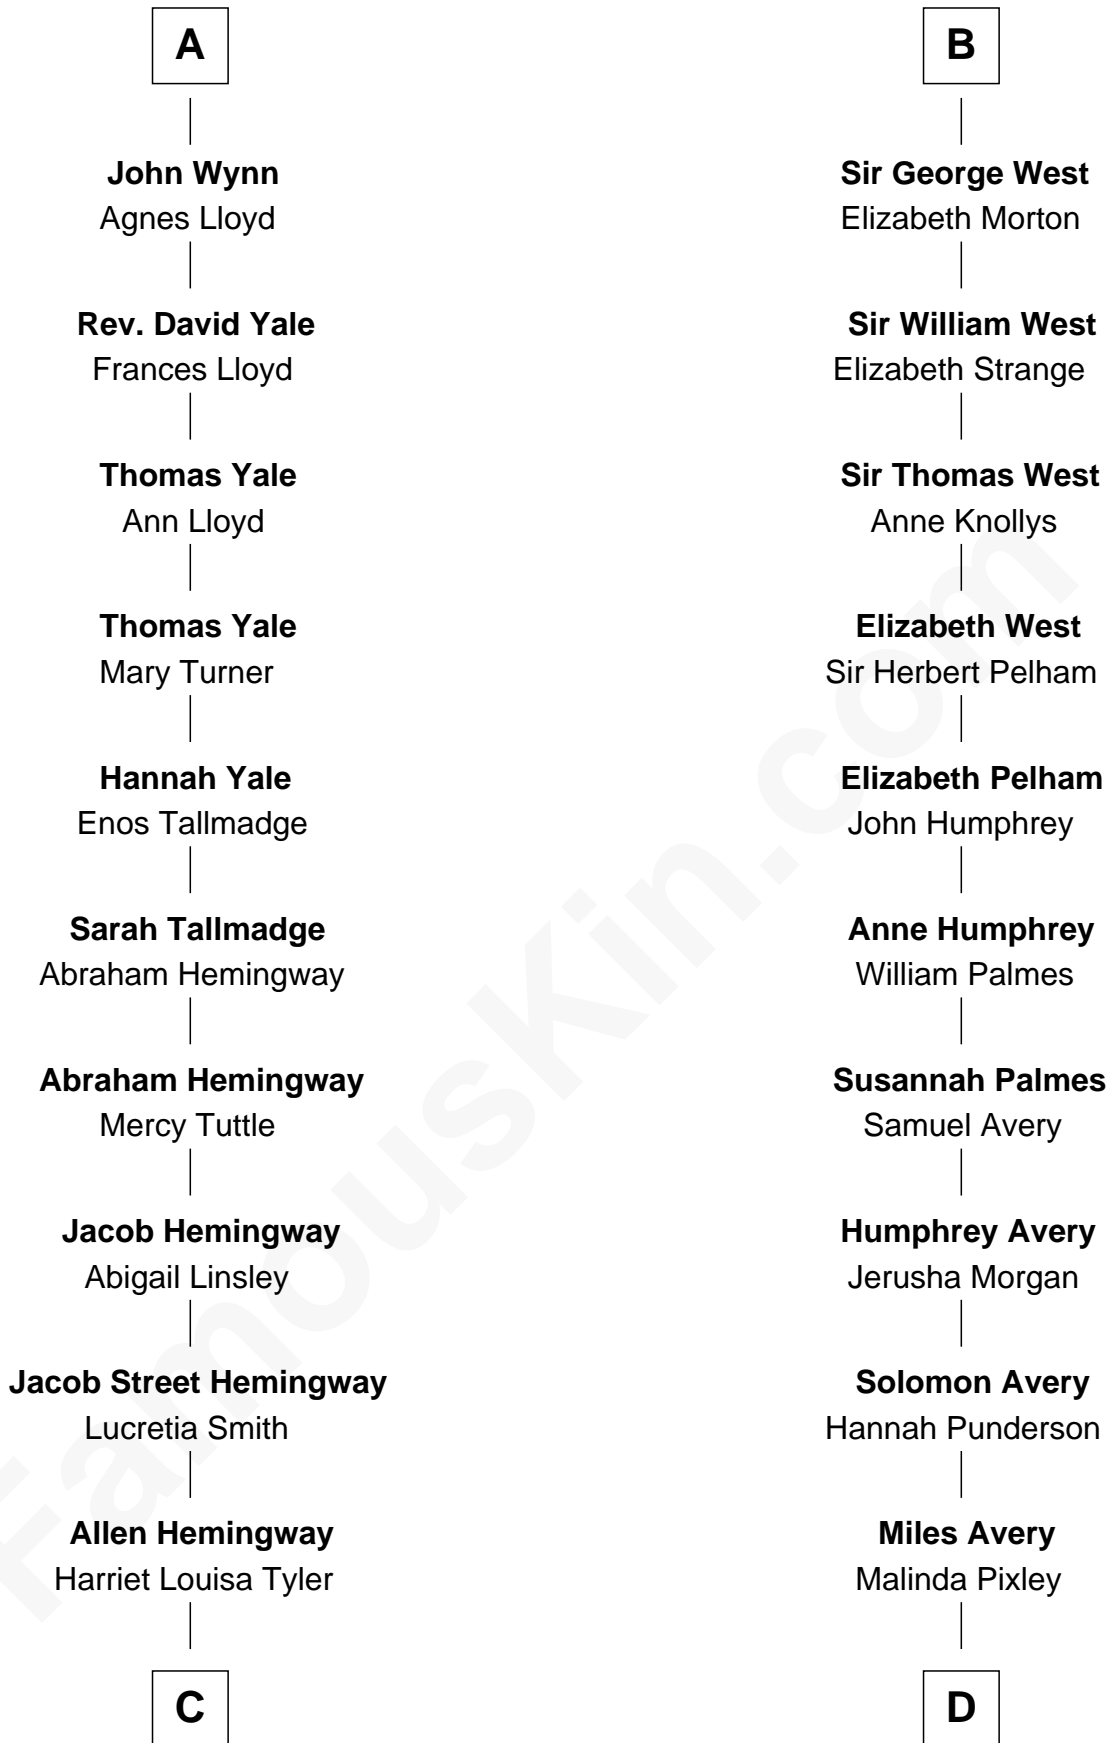 A
John Wynn
Agnes Lloyd
Rev. David Yale
Frances Lloyd
Thomas Yale
Ann Lloyd
Thomas Yale
Mary Turner
Hannah Yale
Enos Tallmadge
Sarah Tallmadge
Abraham Hemingway
Abraham Hemingway
Mercy Tuttle
Jacob Hemingway
Abigail Linsley
Jacob Street Hemingway
Lucretia Smith
Allen Hemingway
Harriet Louisa Tyler
C
B
Sir George West
Elizabeth Morton
Sir William West
Elizabeth Strange
Sir Thomas West
Anne Knollys
Elizabeth West
Sir Herbert Pelham
Elizabeth Pelham
John Humphrey
Anne Humphrey
William Palmes
Susannah Palmes
Samuel Avery
Humphrey Avery
Jerusha Morgan
Solomon Avery
Hannah Punderson
Miles Avery
Malinda Pixley
D
FamousKin.com